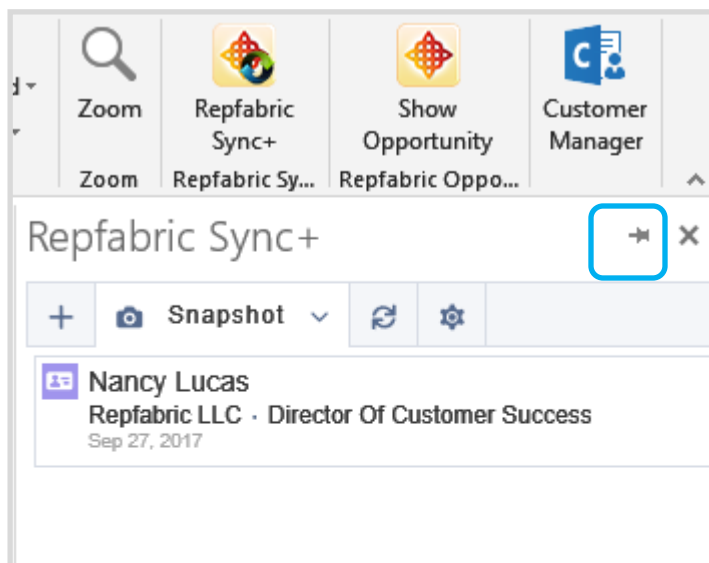 d
Zoom
Repfabric
Sync+
Show
Opportunity
Customer
Manager
Zoom
Repfabric Sy...
Repfabric Oppo...
Repfabric Sync+
Snapshot
Nancy Lucas
Repfabric LLC · Director Of Customer Success
Sep 27, 2017